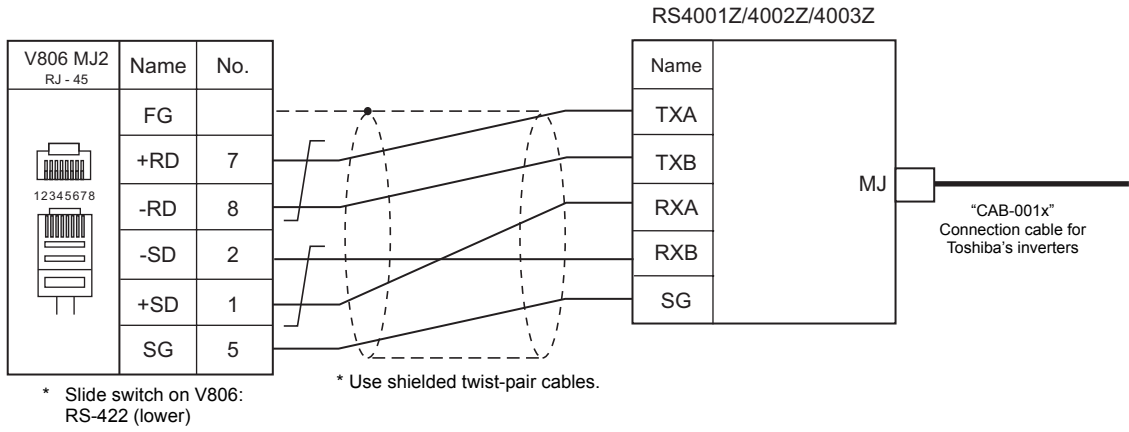 RS4001Z/4002Z/4003Z
V806 MJ2
RJ - 45
Name
No.
FG
+RD
7
-RD
8
-SD
2
+SD
1
SG
5
12345678
Name
TXA
TXB
RXA
RXB
SG
MJ
“CAB-001x”
Connection cable for
Toshiba’s inverters
* Use shielded twist-pair cables.
* Slide switch on V806:
RS-422 (lower)